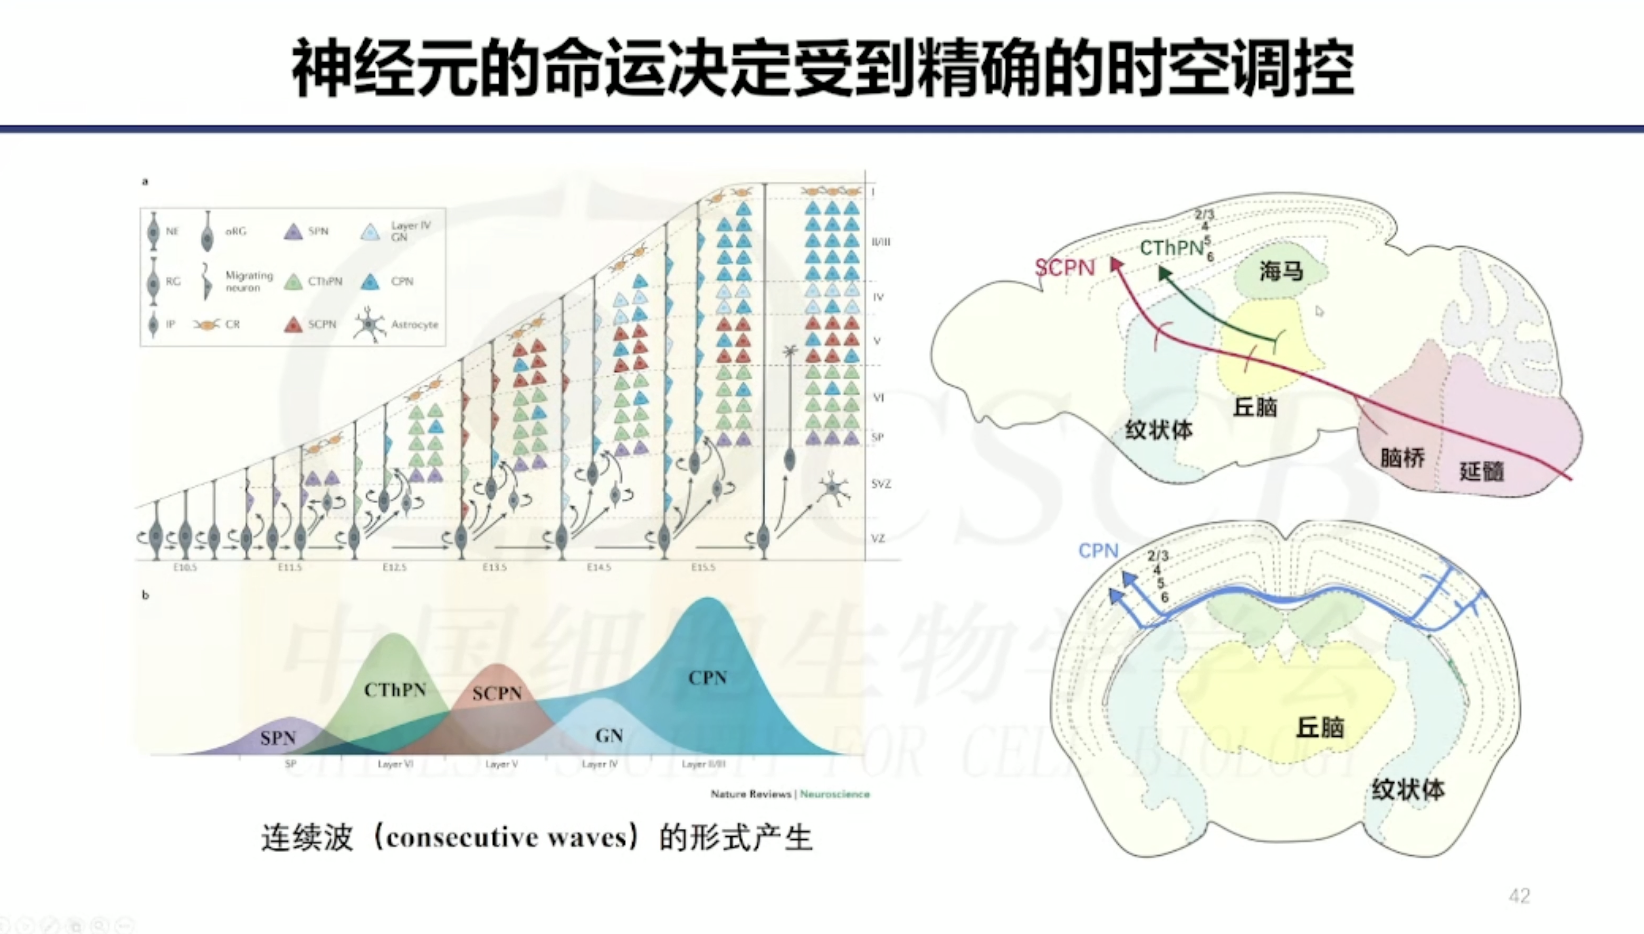 神经元的命运决定受到精确的时空调控
a
NE
oRG
SPN
Layer IV
GN
RG
Migrating
neuron
CThPN
CPN
IP
CR
SCPN
Astrocyte
I
II/III
IV
V
VI
SP
SVZ
VZ
E10.5
E11.5
E12.5
E13.5
E14.5
E15.5
b
SPN
CThPN
SCPN
GN
CPN
SP
Layer VI
Layer V
Layer IV
Layer II/III
Nature Reviews | Neuroscience
连续波（consecutive waves）的形式产生
2/3
4
5
6
SCPN
CThPN
海马
丘脑
纹状体
脑桥
延髓
CPN
2/3
4
5
6
丘脑
纹状体
CSCB
中国细胞生物学学会
CHINESE SOCIETY FOR CELL BIOLOGY
42